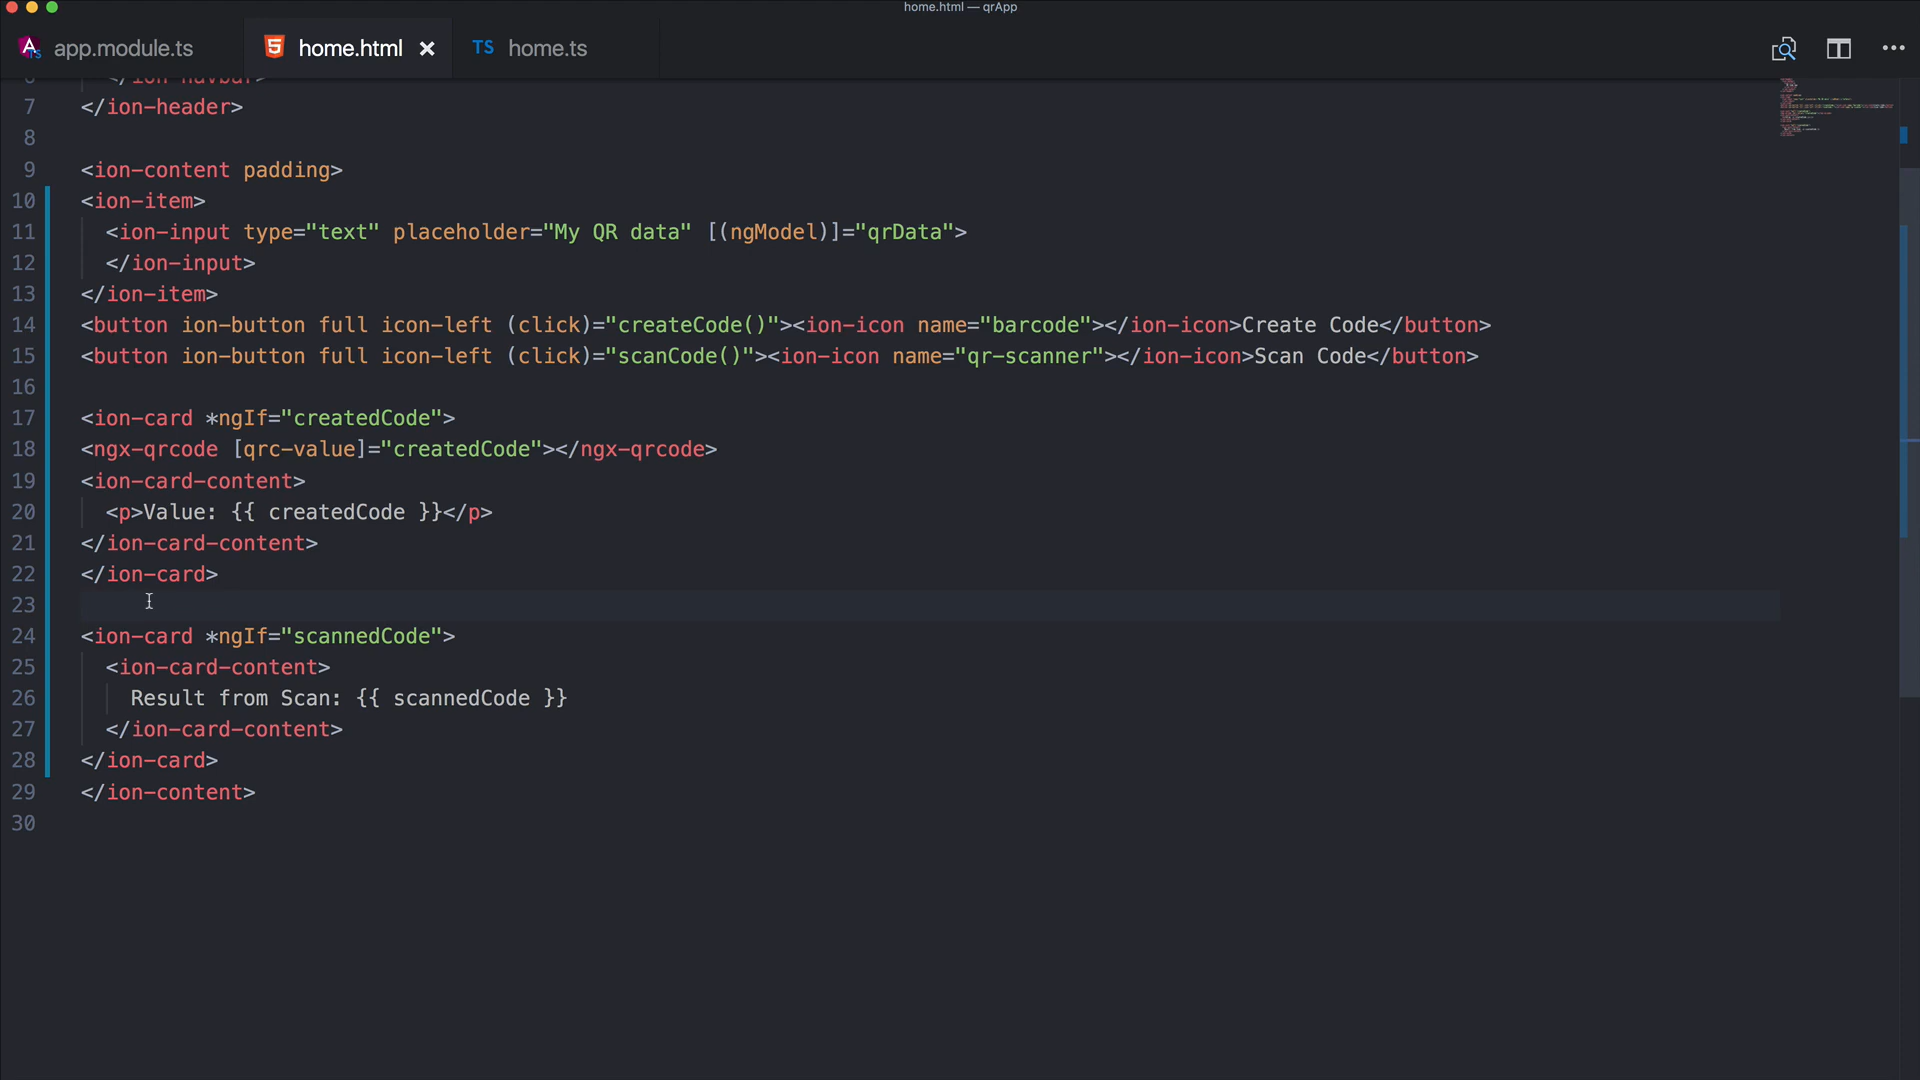 home.html — qrApp
app.module.ts
home.html
TS home.ts
6 </ion-navbar>
7 </ion-header>
8
9 <ion-content padding>
10 <ion-item>
11 <ion-input type="text" placeholder="My QR data" [(ngModel)]="qrData">
12 </ion-input>
13 </ion-item>
14 <button ion-button full icon-left (click)="createCode()"><ion-icon name="barcode"></ion-icon>Create Code</button>
15 <button ion-button full icon-left (click)="scanCode()"><ion-icon name="qr-scanner"></ion-icon>Scan Code</button>
16
17 <ion-card *ngIf="createdCode">
18 <ngx-qrcode [qrc-value]="createdCode"></ngx-qrcode>
19 <ion-card-content>
20 <p>Value: {{ createdCode }}</p>
21 </ion-card-content>
22 </ion-card>
23
24 <ion-card *ngIf="scannedCode">
25 <ion-card-content>
26 Result from Scan: {{ scannedCode }}
27 </ion-card-content>
28 </ion-card>
29 </ion-content>
30